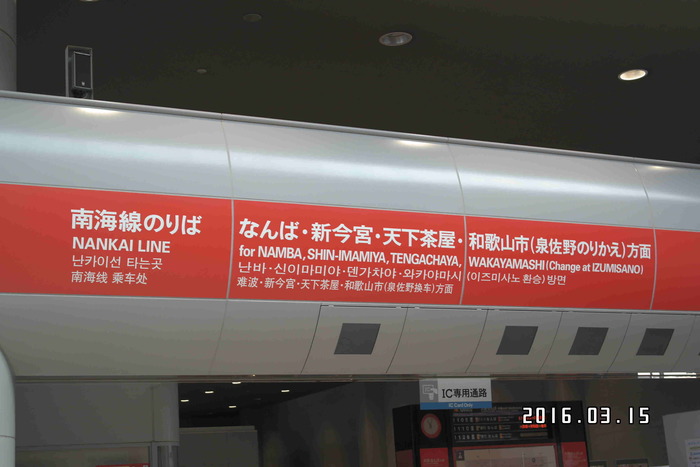 南海線のりば
NANKAI LINE
난카이선 타는곳
南海线 乘车处
なんば・新今宮・天下茶屋・和歌山市(泉佐野のりかえ)方面
for NAMBA, SHIN-IMAMIYA, TENGACHAYA, WAKAYAMASHI (Change at IZUMISANO)
난바・신이마미야・덴가차야・와카야마시 (이즈미사노 환승) 방면
难波・新今宫・天下茶屋・和歌山市(泉佐野换车)方面
IC専用通路
IC Card Only
2016.03.15